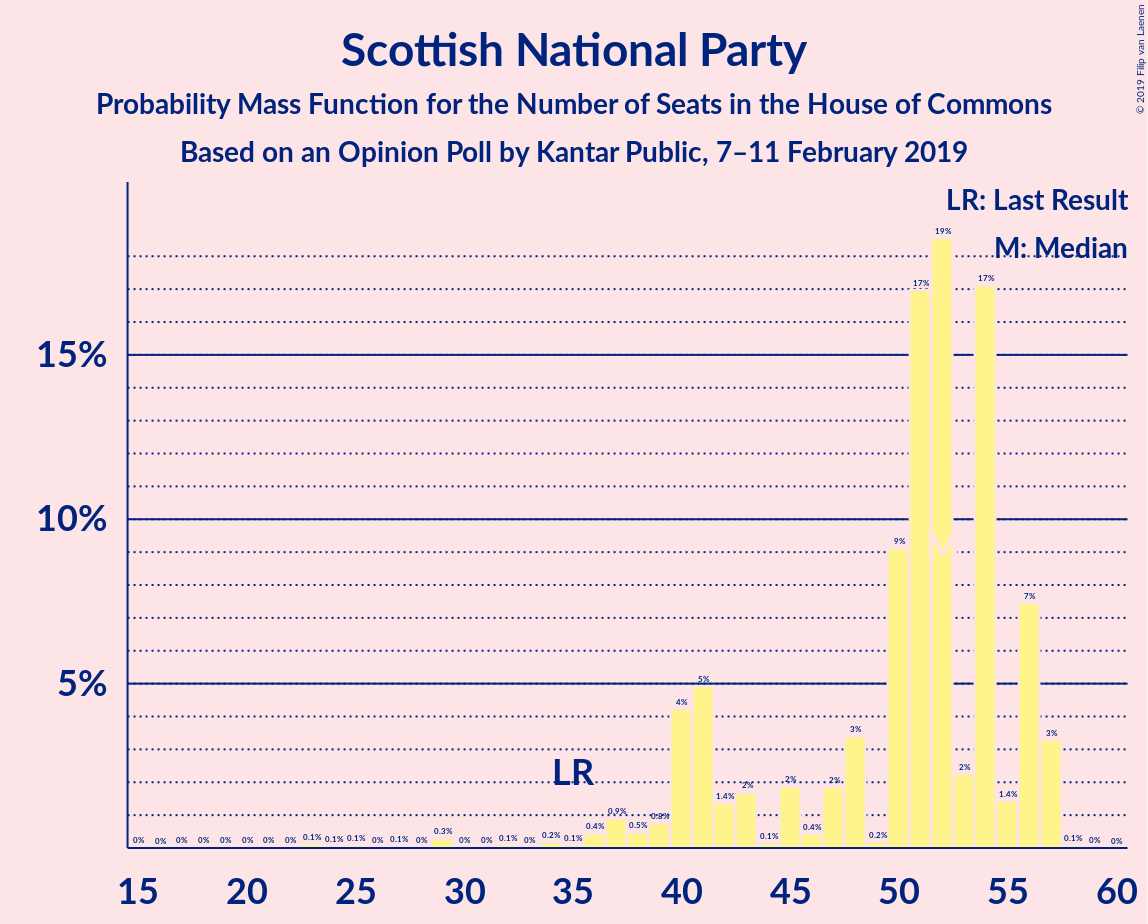 Scottish National Party
Probability Mass Function for the Number of Seats in the House of Commons
Based on an Opinion Poll by Kantar Public, 7–11 February 2019
© 2019 Filip van Laenen
LR: Last Result
M: Median
15%
10%
5%
0% 0% 0% 0% 0% 0% 0% 0% 0.1% 0.1% 0.1% 0% 0.1% 0% 0.3% 0% 0% 0.1% 0% 0.2% 0.1% 0.4% 0.9% 0.5% 0.8% 4% 5% 1.4% 2% 0.1% 2% 0.4% 2% 3% 0.2% 9% 17% 19% 2% 17% 1.4% 7% 3% 0.1% 0% 0%
LR
M
15 20 25 30 35 40 45 50 55 60